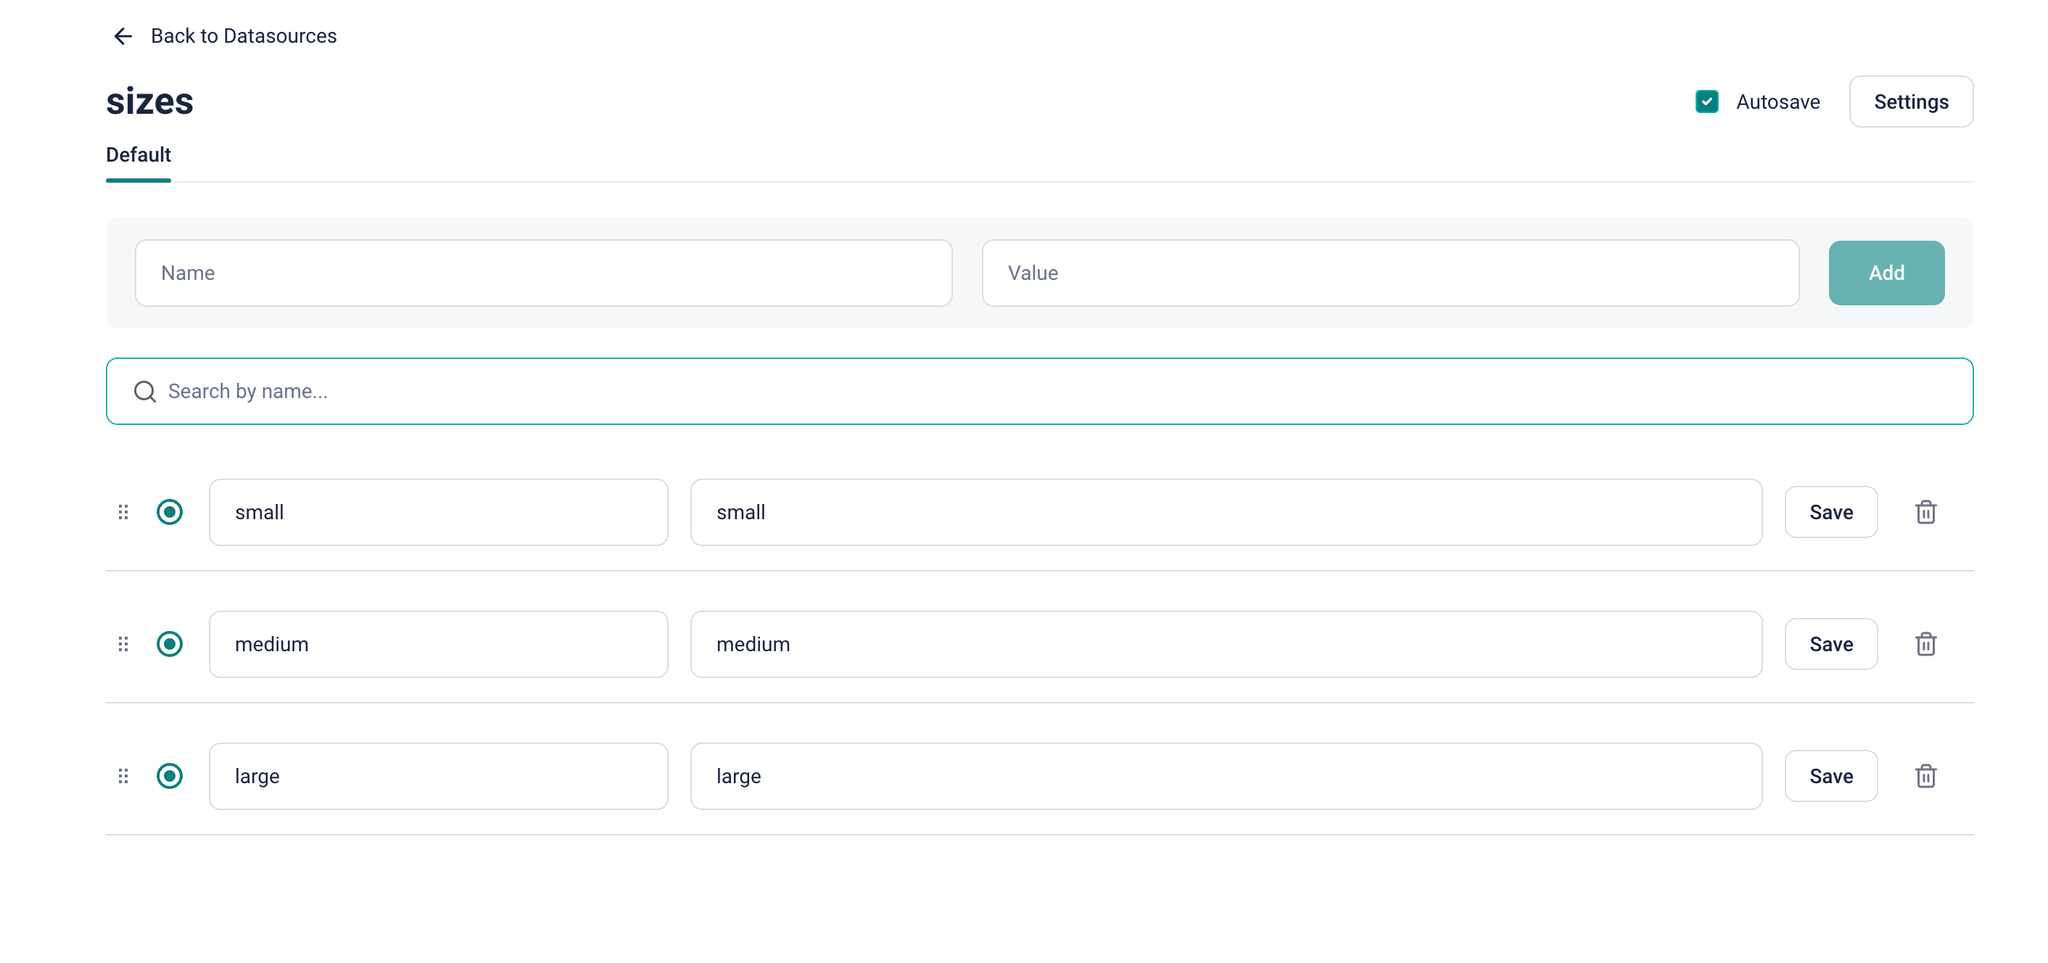 Back to Datasources
sizes
Autosave
Settings
Default
Name
Value
Add
Search by name...
small
small
Save
medium
medium
Save
large
large
Save